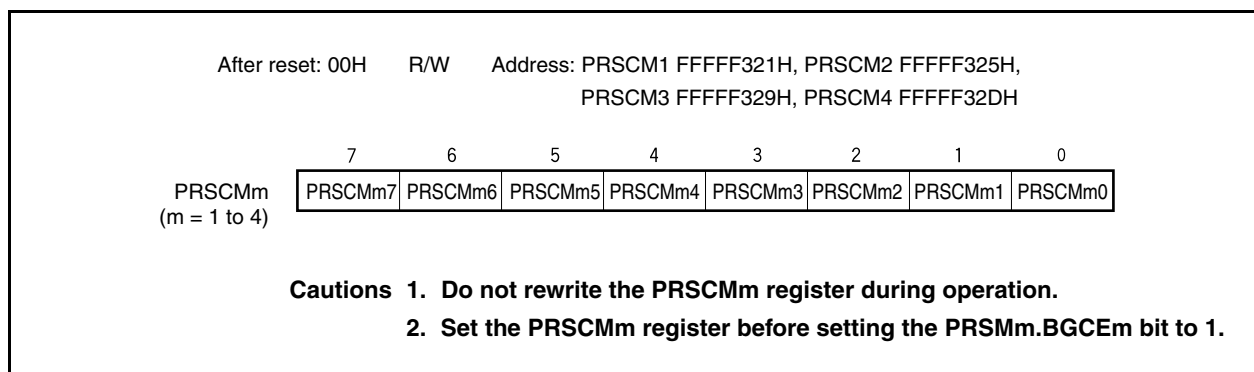 After reset: 00H R/W Address: PRSCM1 FFFFF321H, PRSCM2 FFFFF325H,
PRSCM3 FFFFF329H, PRSCM4 FFFFF32DH
7 6 5 4 3 2 1 0
PRSCMm PRSCMm7 PRSCMm6 PRSCMm5 PRSCMm4 PRSCMm3 PRSCMm2 PRSCMm1 PRSCMm0
(m = 1 to 4)
Cautions 1. Do not rewrite the PRSCMm register during operation.
2. Set the PRSCMm register before setting the PRSMm.BGCEm bit to 1.